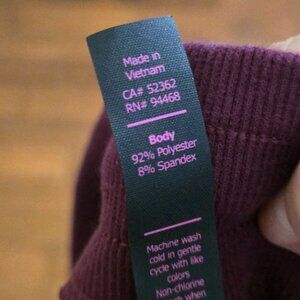 Made in
Vietnam
CA# 52362
RN# 94468
Body
92% Polyester
8% Spandex
Machine wash
cold in gentle
cycle with like
colors
Non-chlorine
when